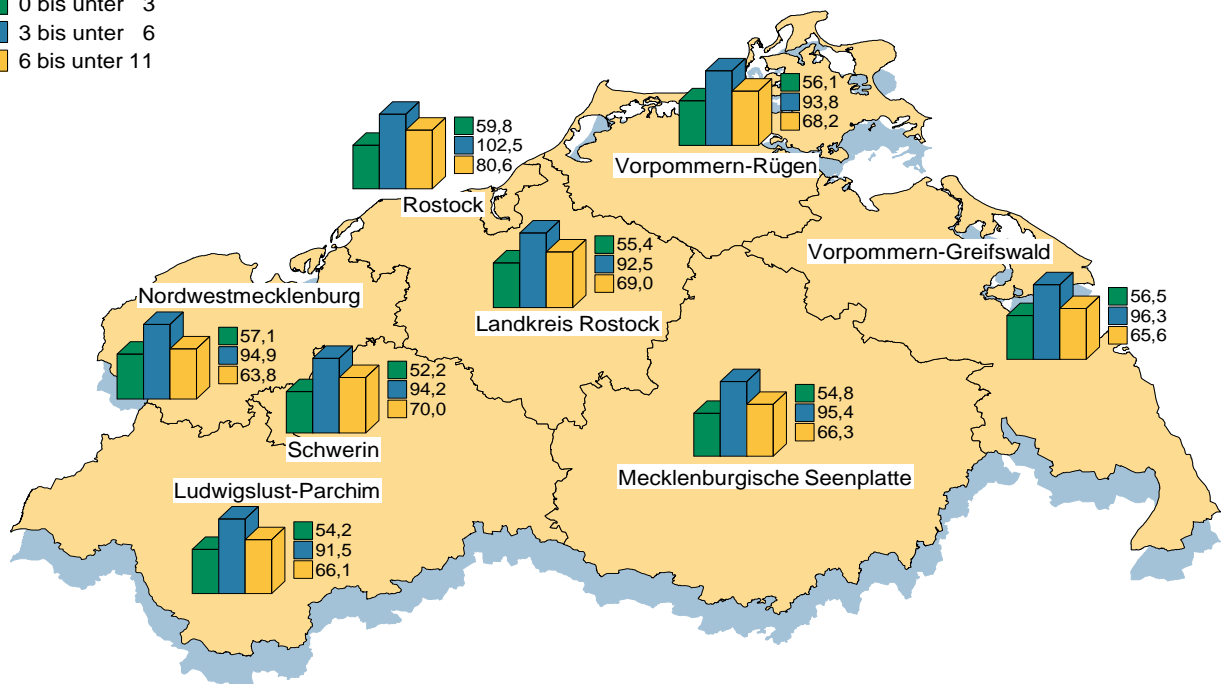 0 bis unter 3
3 bis unter 6
6 bis unter 11
56,1
93,8
68,2
Vorpommern-Rügen
59,8
102,5
80,6
Rostock
55,4
92,5
69,0
Landkreis Rostock
Vorpommern-Greifswald
56,5
96,3
65,6
Nordwestmecklenburg
57,1
94,9
63,8
52,2
94,2
70,0
Schwerin
54,8
95,4
66,3
Mecklenburgische Seenplatte
Ludwigslust-Parchim
54,2
91,5
66,1